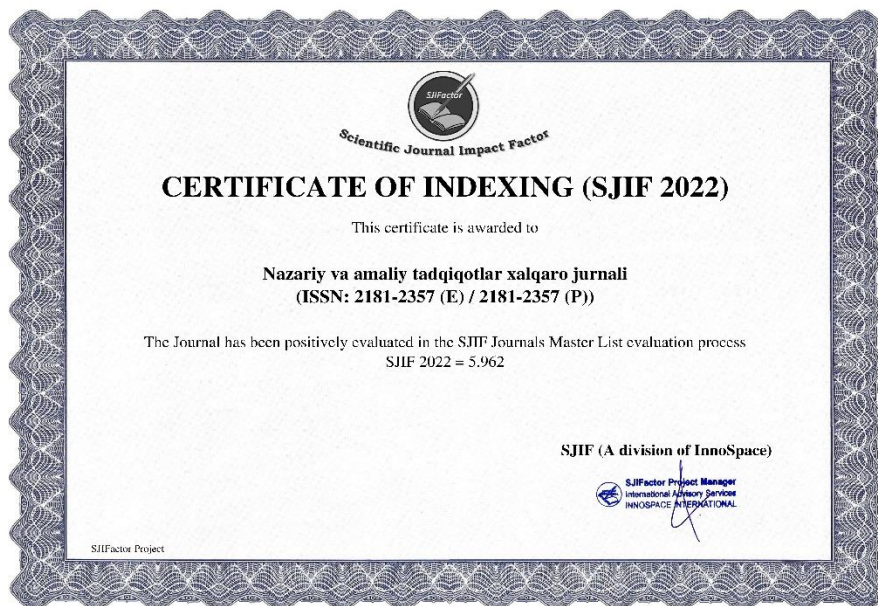 SJIFactor
Scientific Journal Impact Factor
CERTIFICATE OF INDEXING (SJIF 2022)
This certificate is awarded to
Nazariy va amaliy tadqiqotlar xalqaro jurnali
(ISSN: 2181-2357 (E) / 2181-2357 (P))
The Journal has been positively evaluated in the SJIF Journals Master List evaluation process
SJIF 2022 = 5.962
SJIF (A division of InnoSpace)
SJIFactor Project Manager
International Advisory Services
INNOSPACE INTERNATIONAL
SJIFactor Project